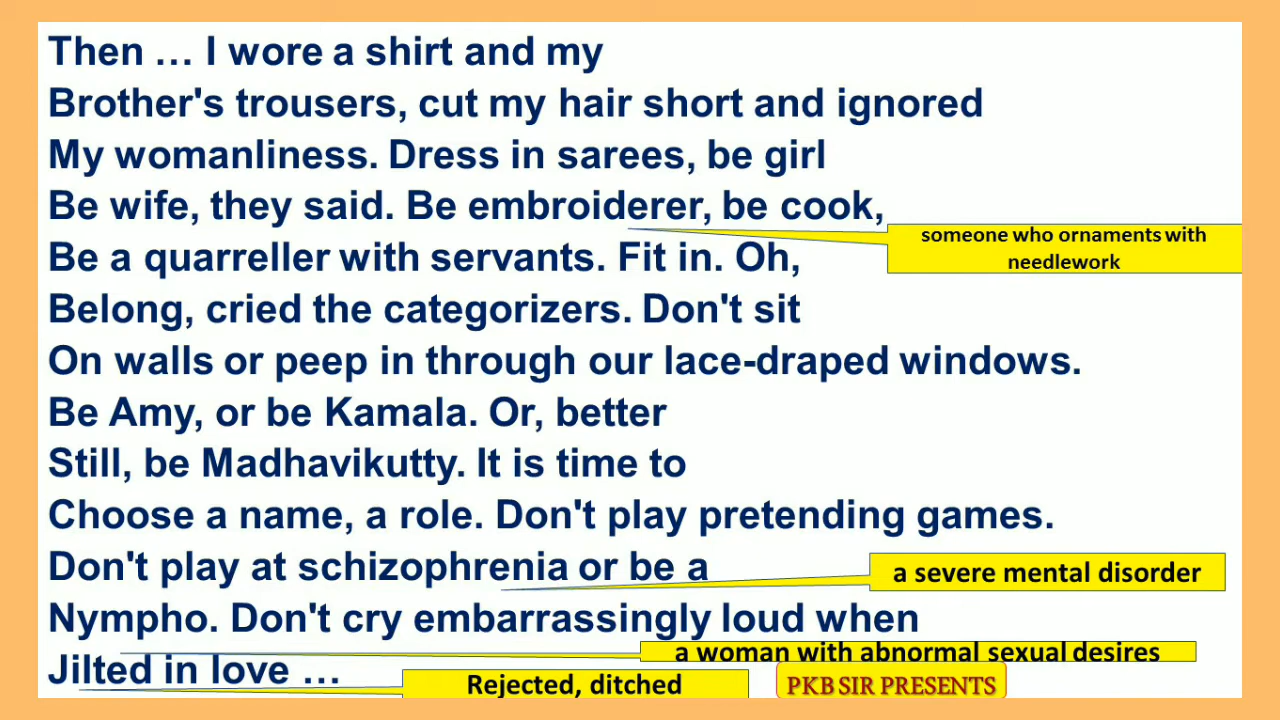 Then … I wore a shirt and my
Brother's trousers, cut my hair short and ignored
My womanliness. Dress in sarees, be girl
Be wife, they said. Be embroiderer, be cook,
someone who ornaments with
needlework
Be a quarreller with servants. Fit in. Oh,
Belong, cried the categorizers. Don't sit
On walls or peep in through our lace-draped windows.
Be Amy, or be Kamala. Or, better
Still, be Madhavikutty. It is time to
Choose a name, a role. Don't play pretending games.
Don't play at schizophrenia or be a
a severe mental disorder
Nympho. Don't cry embarrassingly loud when
a woman with abnormal sexual desires
Jilted in love …
Rejected, ditched
PKB SIR PRESENTS